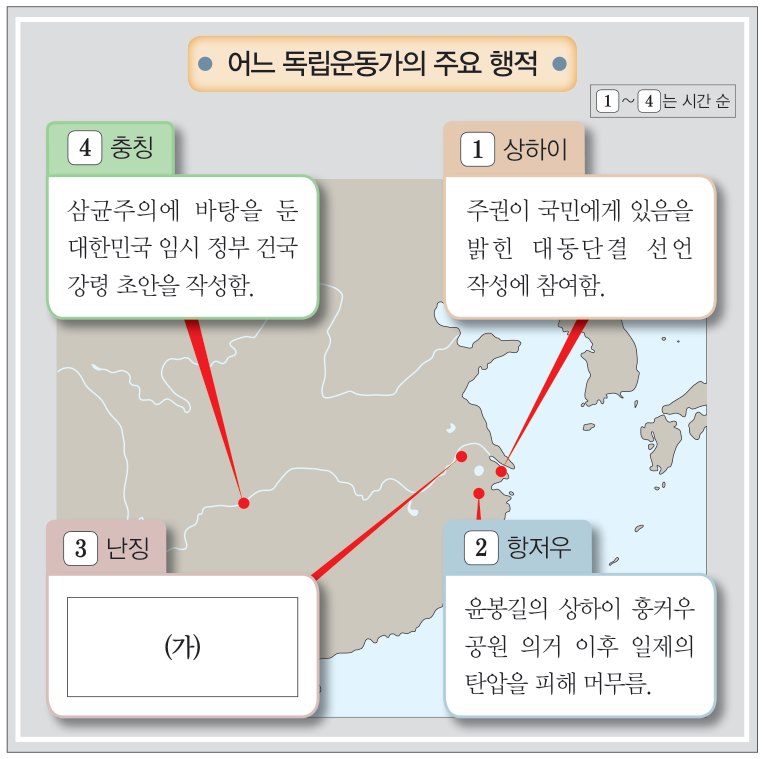 어느 독립운동가의 주요 행적
1 ~ 4 는 시간 순
4 충칭
삼균주의에 바탕을 둔
대한민국 임시 정부 건국
강령 초안을 작성함.
1 상하이
주권이 국민에게 있음을
밝힌 대동단결 선언
작성에 참여함.
3 난징
(가)
2 항저우
윤봉길의 상하이 훙커우
공원 의거 이후 일제의
탄압을 피해 머무름.